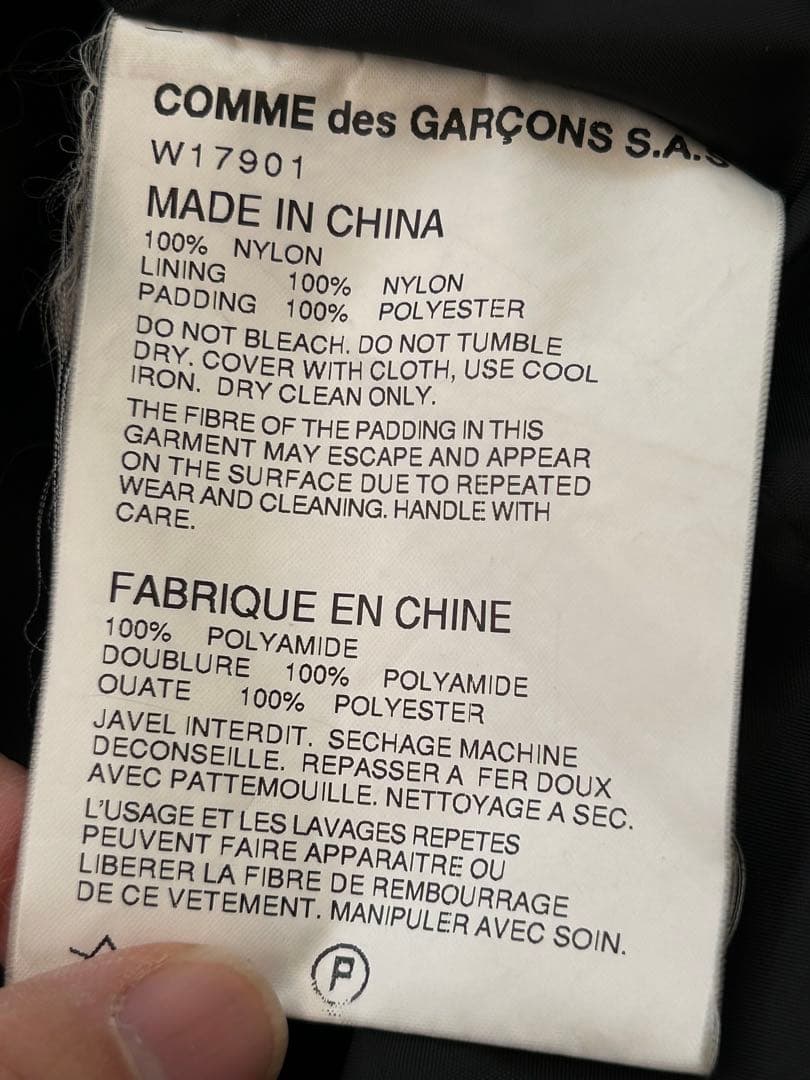 COMME des GARÇONS S.A.S
W17901
MADE IN CHINA
100% NYLON
LINING 100% NYLON
PADDING 100% POLYESTER
DO NOT BLEACH. DO NOT TUMBLE
DRY. COVER WITH CLOTH, USE COOL
IRON. DRY CLEAN ONLY.
THE FIBRE OF THE PADDING IN THIS
GARMENT MAY ESCAPE AND APPEAR
ON THE SURFACE DUE TO REPEATED
WEAR AND CLEANING. HANDLE WITH
CARE.
FABRIQUE EN CHINE
100% POLYAMIDE
DOUBLURE 100% POLYAMIDE
OUATE 100% POLYESTER
JAVEL INTERDIT. SECHAGE MACHINE
DECONSEILLE. REPASSER A FER DOUX
AVEC PATTEMOUILLE. NETTOYAGE A SEC.
L'USAGE ET LES LAVAGES REPETES
PEUVENT FAIRE APPARAITRE OU
LIBERER LA FIBRE DE REMBOURRAGE
DE CE VETEMENT. MANIPULER AVEC SOIN.
P